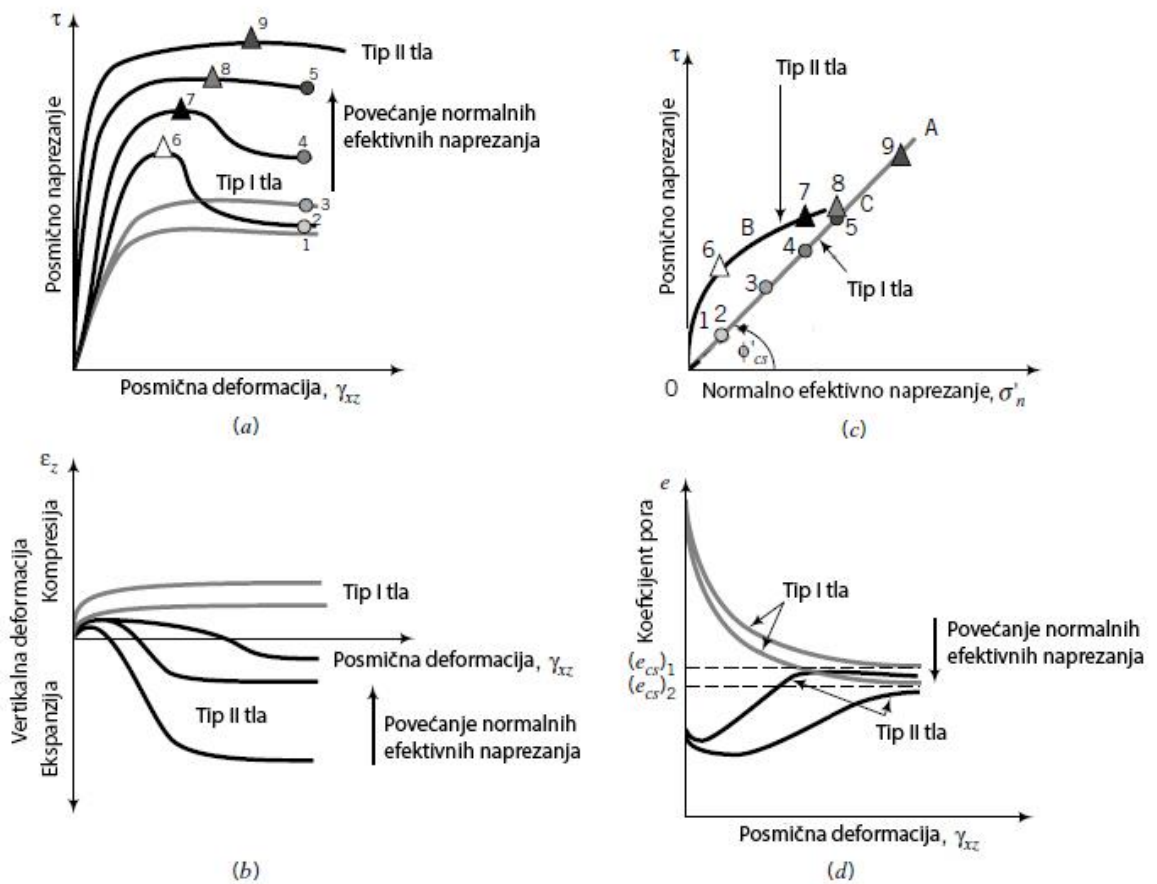 τ
Posmično naprezanje
9
Tip II tla
8
5
7
Povećanje normalnih
efektivnih naprezanja
6
4
Tip I tla
3
2
1
Posmična deformacija, γxz
(a)
τ
Posmično naprezanje
Tip II tla
A
9
7
8
C
B
5
6
4
Tip I tla
3
1
2
ϕ'cs
0
Normalno efektivno naprezanje, σ'n
(c)
εz
Vertikalna deformacija
Kompresija
Ekspanzija
Tip I tla
Posmična deformacija, γxz
Tip II tla
Povećanje normalnih
efektivnih naprezanja
(b)
e
Koeficijent pora
Tip I tla
Povećanje normalnih
efektivnih naprezanja
(ecs)1
(ecs)2
Tip II tla
Posmična deformacija, γxz
(d)